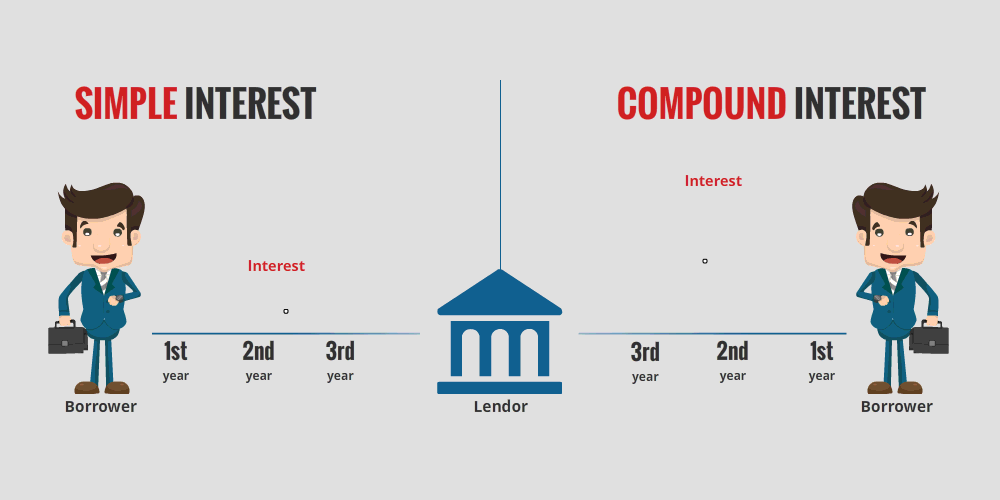 SIMPLE INTEREST
Interest
1st 2nd 3rd
year year year
Borrower
Lendor
COMPOUND INTEREST
Interest
3rd 2nd 1st
year year year
Borrower